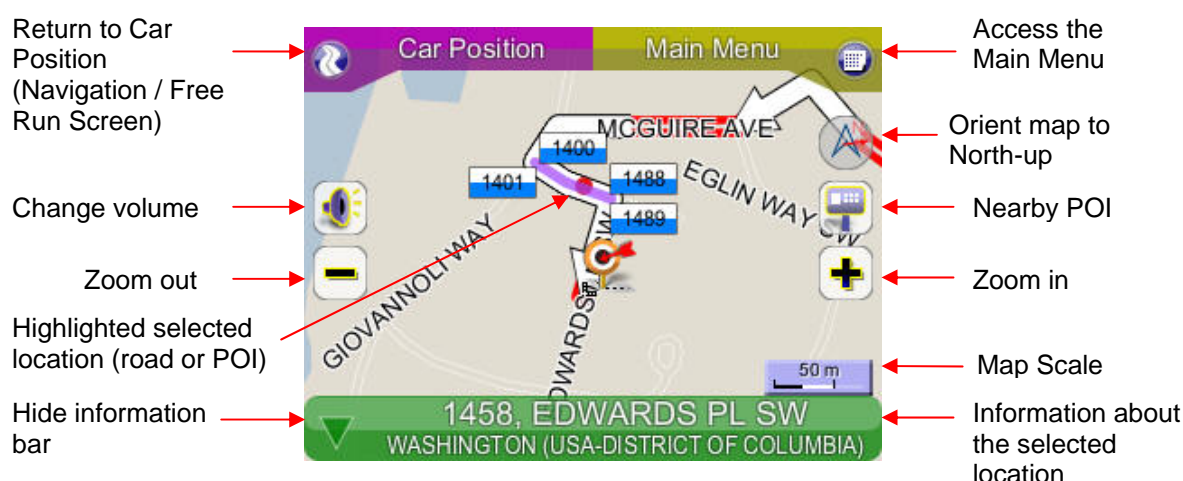 Return to Car
Position
(Navigation / Free
Run Screen)
Change volume
Zoom out
Highlighted selected
location (road or POI)
Hide information
bar
Car Position
Main Menu
MCGUIRE AVE
1400
1401
1488
1489
EGLIN WAY SW
GIOVANNOLI WAY
EDWARDS
SW
50 m
1458, EDWARDS PL SW
WASHINGTON (USA-DISTRICT OF COLUMBIA)
Access the
Main Menu
Orient map to
North-up
Nearby POI
Zoom in
Map Scale
Information about
the selected
location